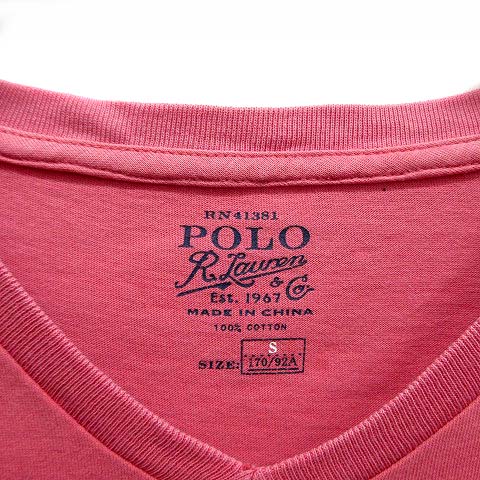 RN41381
POLO
R. Lauren
& Co
Est. 1967
MADE IN CHINA
100% COTTON
S
SIZE: 170/92A